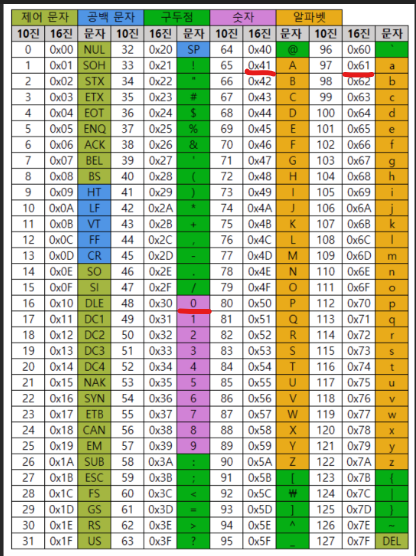 제어 문자 공백 문자 구두점 숫자 알파벳
10진 16진 문자 10진 16진 문자 10진 16진 문자 10진 16진 문자
0 0x00 NUL 32 0x20 SP 64 0x40 @ 96 0x60 `
1 0x01 SOH 33 0x21 ! 65 0x41 A 97 0x61 a
2 0x02 STX 34 0x22 " 66 0x42 B 98 0x62 b
3 0x03 ETX 35 0x23 # 67 0x43 C 99 0x63 c
4 0x04 EOT 36 0x24 $ 68 0x44 D 100 0x64 d
5 0x05 ENQ 37 0x25 % 69 0x45 E 101 0x65 e
6 0x06 ACK 38 0x26 & 70 0x46 F 102 0x66 f
7 0x07 BEL 39 0x27 ' 71 0x47 G 103 0x67 g
8 0x08 BS 40 0x28 ( 72 0x48 H 104 0x68 h
9 0x09 HT 41 0x29 ) 73 0x49 I 105 0x69 i
10 0x0A LF 42 0x2A * 74 0x4A J 106 0x6A j
11 0x0B VT 43 0x2B + 75 0x4B K 107 0x6B k
12 0x0C FF 44 0x2C , 76 0x4C L 108 0x6C l
13 0x0D CR 45 0x2D - 77 0x4D M 109 0x6D m
14 0x0E SO 46 0x2E . 78 0x4E N 110 0x6E n
15 0x0F SI 47 0x2F / 79 0x4F O 111 0x6F o
16 0x10 DLE 48 0x30 0 80 0x50 P 112 0x70 p
17 0x11 DC1 49 0x31 1 81 0x51 Q 113 0x71 q
18 0x12 DC2 50 0x32 2 82 0x52 R 114 0x72 r
19 0x13 DC3 51 0x33 3 83 0x53 S 115 0x73 s
20 0x14 DC4 52 0x34 4 84 0x54 T 116 0x74 t
21 0x15 NAK 53 0x35 5 85 0x55 U 117 0x75 u
22 0x16 SYN 54 0x36 6 86 0x56 V 118 0x76 v
23 0x17 ETB 55 0x37 7 87 0x57 W 119 0x77 w
24 0x18 CAN 56 0x38 8 88 0x58 X 120 0x78 x
25 0x19 EM 57 0x39 9 89 0x59 Y 121 0x79 y
26 0x1A SUB 58 0x3A : 90 0x5A Z 122 0x7A z
27 0x1B ESC 59 0x3B ; 91 0x5B [ 123 0x7B {
28 0x1C FS 60 0x3C < 92 0x5C ₩ 124 0x7C |
29 0x1D GS 61 0x3D = 93 0x5D ] 125 0x7D }
30 0x1E RS 62 0x3E > 94 0x5E ^ 126 0x7E ~
31 0x1F US 63 0x3F ? 95 0x5F _ 127 0x7F DEL